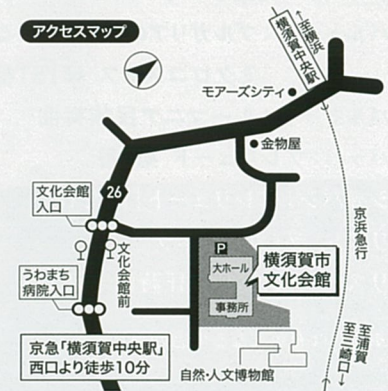 アクセスマップ
至横浜
横須賀中央駅
モアーズシティ
金物屋
文化会館
入口
26
文化会館前
うわまち
病院入口
P
大ホール
事務所
横須賀市
文化会館
京浜急行
至浦賀
至三崎口
京急「横須賀中央駅」
西口より徒歩10分
自然・人文博物館